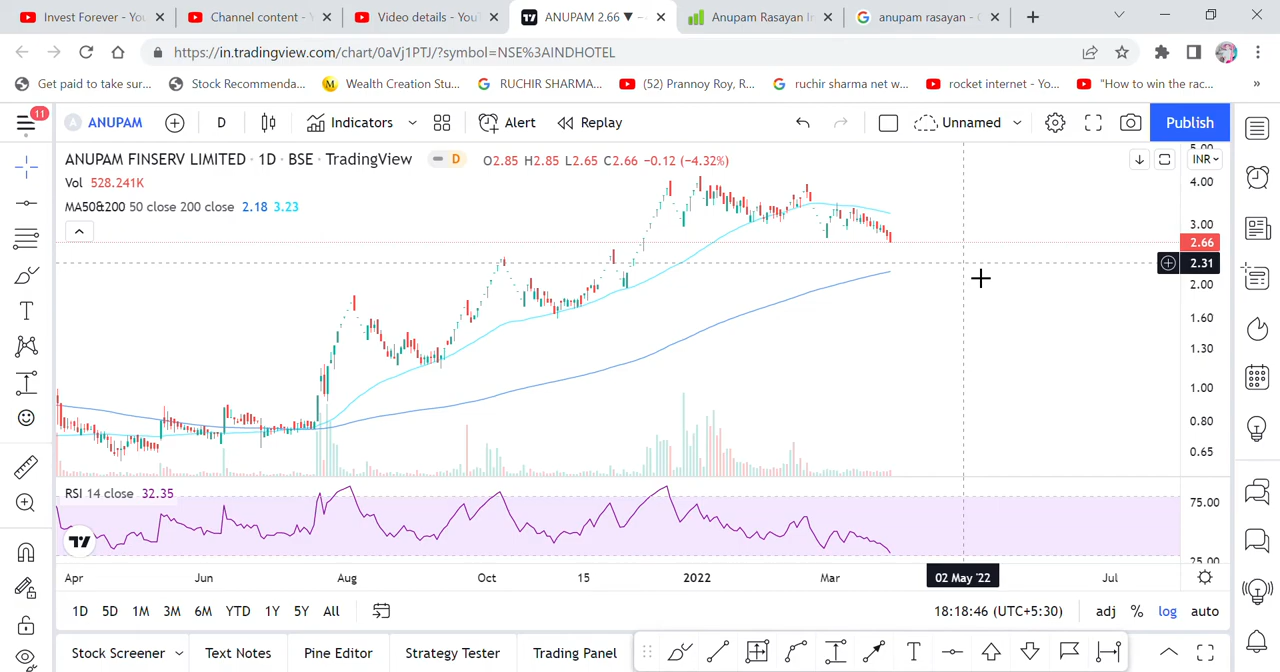 Invest Forever - You
Channel content -
Video details - You
ANUPAM 2.66 ▼ −
Anupam Rasayan In
anupam rasayan - G
https://in.tradingview.com/chart/0aVj1PTJ/?symbol=NSE%3AINDHOTEL
Get paid to take sur...
Stock Recommenda...
Wealth Creation Stu...
RUCHIR SHARMA...
(52) Prannoy Roy, R...
ruchir sharma net w...
rocket internet - Yo...
"How to win the rac...
»
11
ANUPAM
D
Indicators
Alert
Replay
Unnamed
Publish
ANUPAM FINSERV LIMITED · 1D · BSE · TradingView
D
O2.85 H2.85 L2.65 C2.66 −0.12 (−4.32%)
INR
Vol 528.241K
MA50&200 50 close 200 close 2.18 3.23
5.00
4.00
3.00
2.66
2.31
2.00
1.60
1.30
1.00
0.80
0.65
RSI 14 close 32.35
75.00
25.00
Apr
Jun
Aug
Oct
15
2022
Mar
02 May '22
Jul
1D 5D 1M 3M 6M YTD 1Y 5Y All
18:18:46 (UTC+5:30)
adj % log auto
Stock Screener
Text Notes
Pine Editor
Strategy Tester
Trading Panel
T